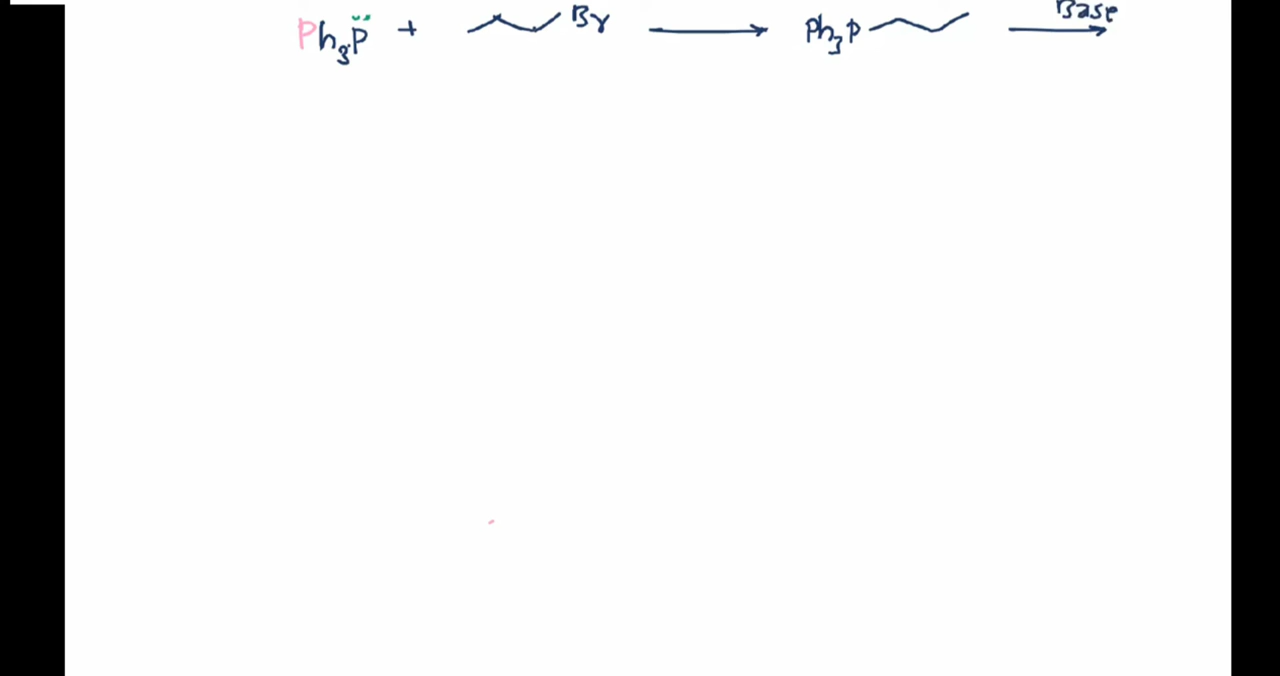 Ph₃P̈ + Br ⟶ Ph₃P Base ⟶